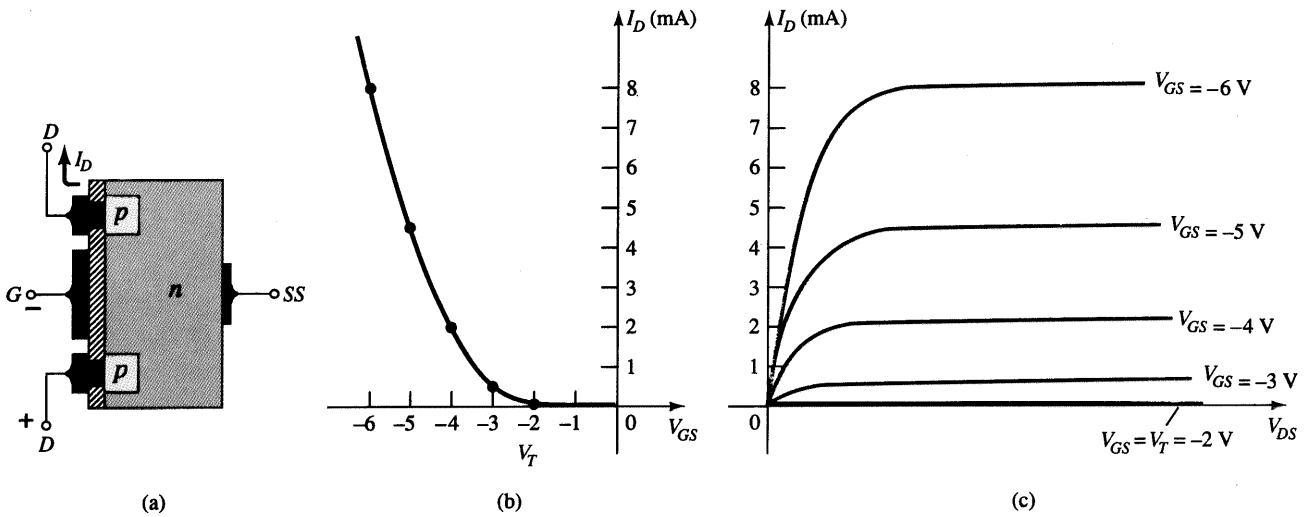 D
I_D
p
n
G
–
SS
p
+
D
(a)
I_D (mA)
8
7
6
5
4
3
2
1
–6 –5 –4 –3 –2 –1 0 V_GS
V_T
(b)
I_D (mA)
8
7
6
5
4
3
2
1
0
V_GS = –6 V
V_GS = –5 V
V_GS = –4 V
V_GS = –3 V
V_GS = V_T = –2 V
V_DS
(c)